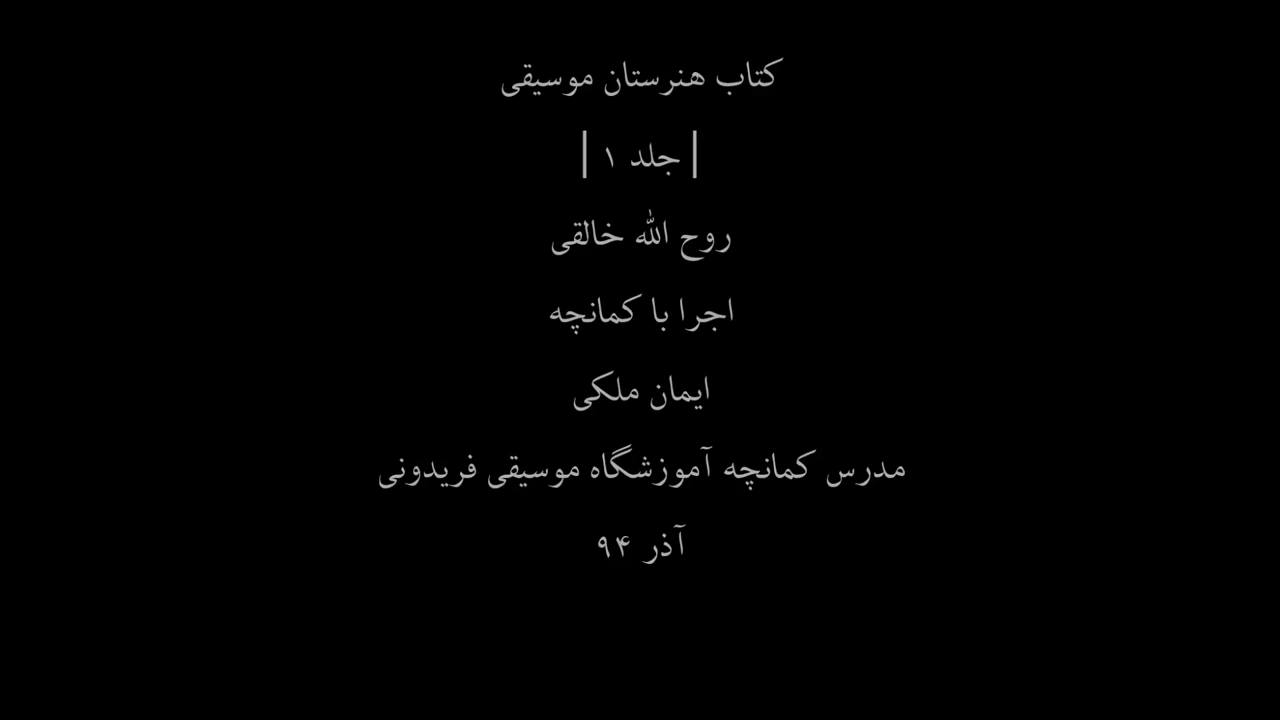 کتاب هنرستان موسیقی
| جلد ۱ |
روح الله خالقی
اجرا با کمانچه
ایمان ملکی
مدرس کمانچه آموزشگاه موسیقی فریدونی
آذر ۹۴